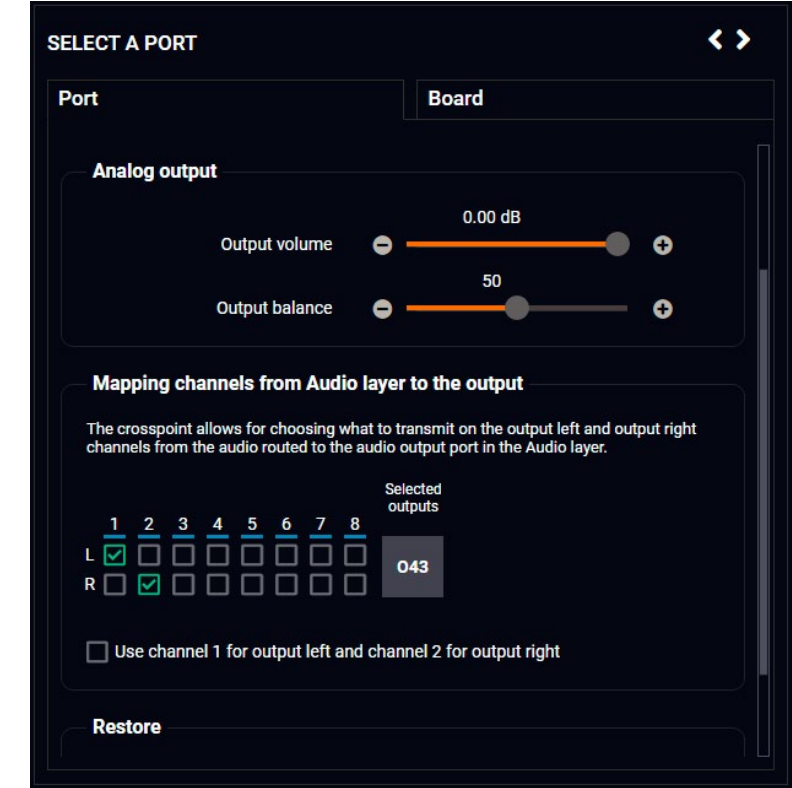 SELECT A PORT
Port
Board
Analog output
0.00 dB
Output volume
50
Output balance
Mapping channels from Audio layer to the output
The crosspoint allows for choosing what to transmit on the output left and output right
channels from the audio routed to the audio output port in the Audio layer.
Selected
outputs
1 2 3 4 5 6 7 8
L
R
O43
Use channel 1 for output left and channel 2 for output right
Restore